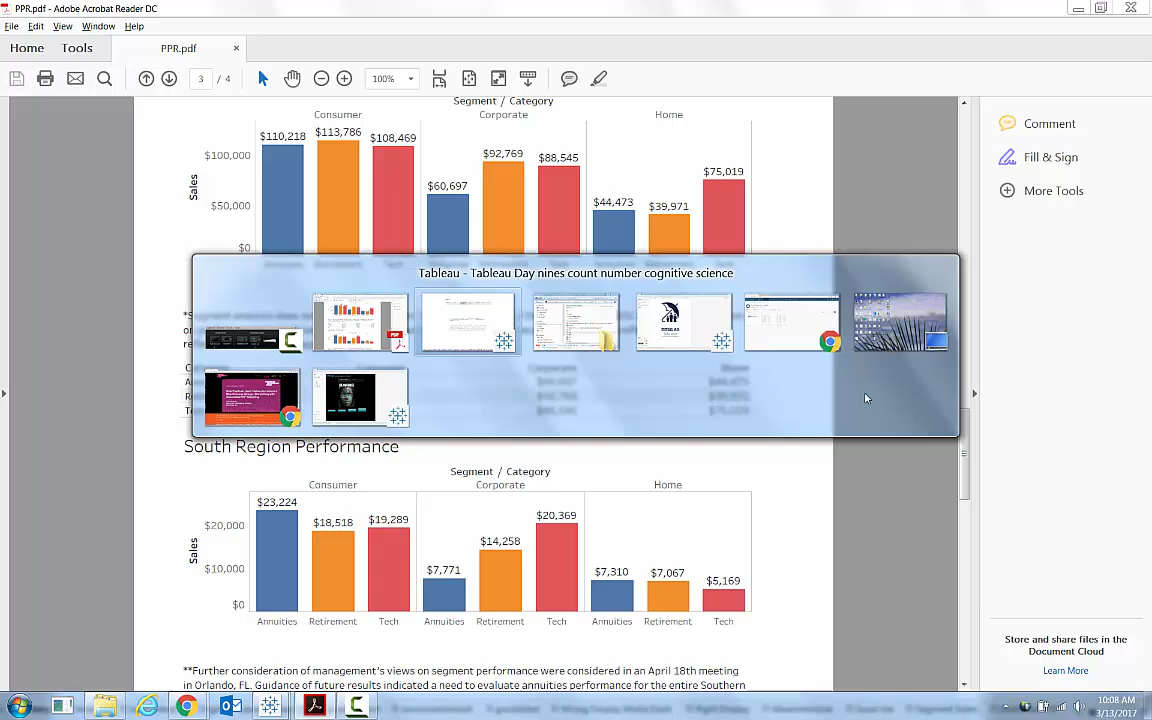 PPR.pdf - Adobe Acrobat Reader DC
File Edit View Window Help
Home Tools PPR.pdf ×
3 / 4 100%
Segment / Category
Consumer Corporate Home
$110,218 $113,786 $108,469 $60,697 $92,769 $88,545 $44,473 $39,971 $75,019
Sales
$100,000
$50,000
$0
Tableau - Tableau Day nines count number cognitive science
South Region Performance
Segment / Category
Consumer Corporate Home
$23,224 $18,518 $19,289 $7,771 $14,258 $20,369 $7,310 $7,067 $5,169
Sales
$20,000
$10,000
$0
Annuities Retirement Tech Annuities Retirement Tech Annuities Retirement Tech
**Further consideration of management's views on segment performance were considered in an April 18th meeting
in Orlando, FL. Guidance of future results indicated a need to evaluate annuities performance for the entire Southern
Comment
Fill & Sign
More Tools
Store and share files in the
Document Cloud
Learn More
10:08 AM
3/13/2017